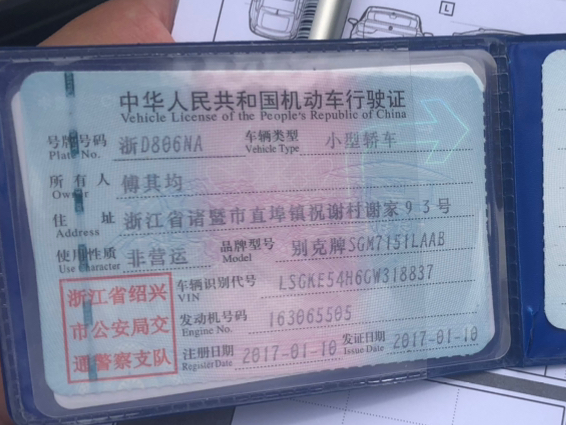 L
中华人民共和国机动车行驶证
Vehicle License of the People's Republic of China
号牌号码 浙D806NA 车辆类型 小型轿车
Plate No. Vehicle Type
所有人 傅其均
Owner
住址 浙江省诸暨市直埠镇祝谢村谢家93号
Address
使用性质 非营运 品牌型号 别克牌SGM7151LAAB
Use Character Model
浙江省绍兴 车辆识别代号 LSGKE54H6GW318837
VIN
市公安局交 发动机号码 163065505
Engine No.
通警察支队 注册日期 2017-01-10 发证日期 2017-01-10
Register Date Issue Date